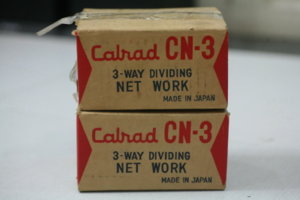 Calrad CN-3
3-WAY DIVIDING
NET WORK
MADE IN JAPAN
Calrad CN-3
3-WAY DIVIDING
NET WORK
MADE IN JAPAN